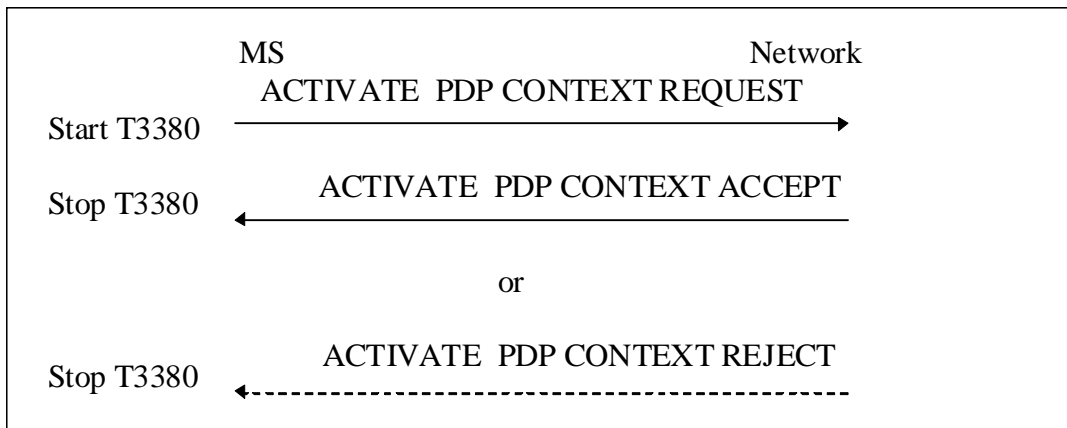 MS Network
ACTIVATE PDP CONTEXT REQUEST
Start T3380
ACTIVATE PDP CONTEXT ACCEPT
Stop T3380
or
ACTIVATE PDP CONTEXT REJECT
Stop T3380